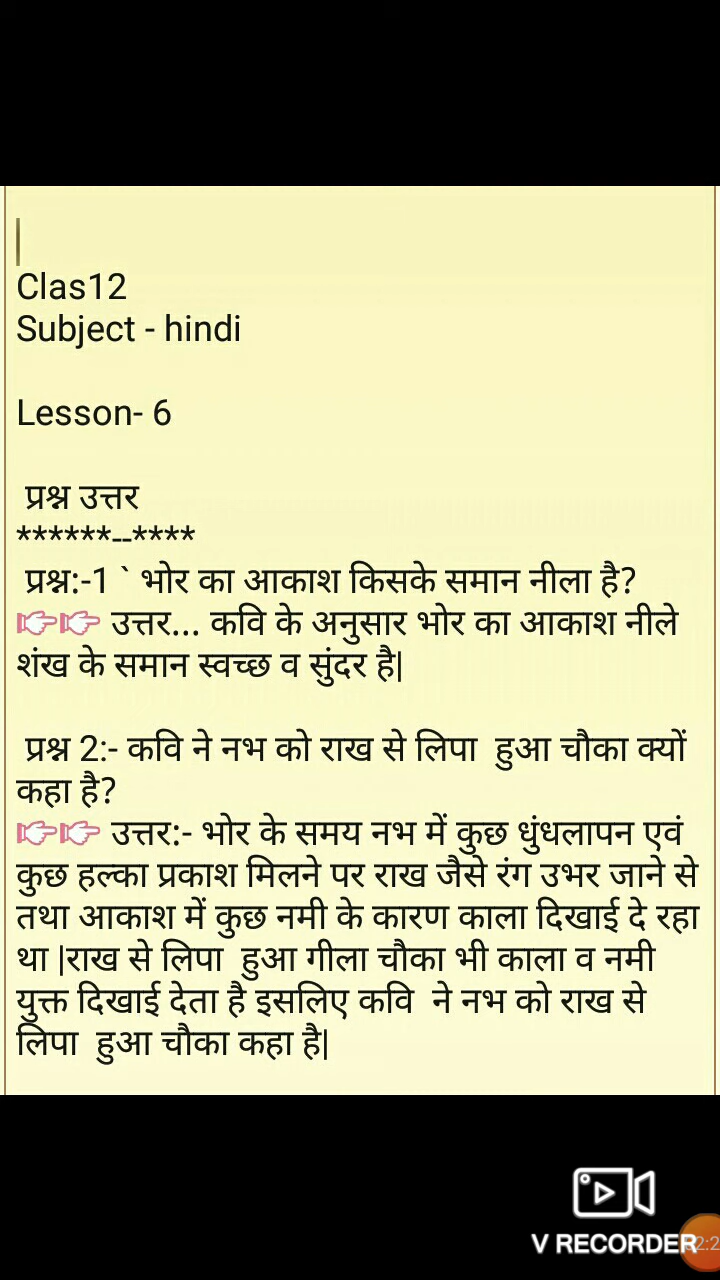 Clas12
Subject - hindi
Lesson- 6
प्रश्न उत्तर
******--****
प्रश्न:-1 ` भोर का आकाश किसके समान नीला है?
👉👉 उत्तर... कवि के अनुसार भोर का आकाश नीले
शंख के समान स्वच्छ व सुंदर है|
प्रश्न 2:- कवि ने नभ को राख से लिपा  हुआ चौका क्यों
कहा है?
👉👉 उत्तर:- भोर के समय नभ में कुछ धुंधलापन एवं
कुछ हल्का प्रकाश मिलने पर राख जैसे रंग उभर जाने से
तथा आकाश में कुछ नमी के कारण काला दिखाई दे रहा
था |राख से लिपा  हुआ गीला चौका भी काला व नमी
युक्त दिखाई देता है इसलिए कवि  ने नभ को राख से
लिपा  हुआ चौका कहा है|
V RECORDER